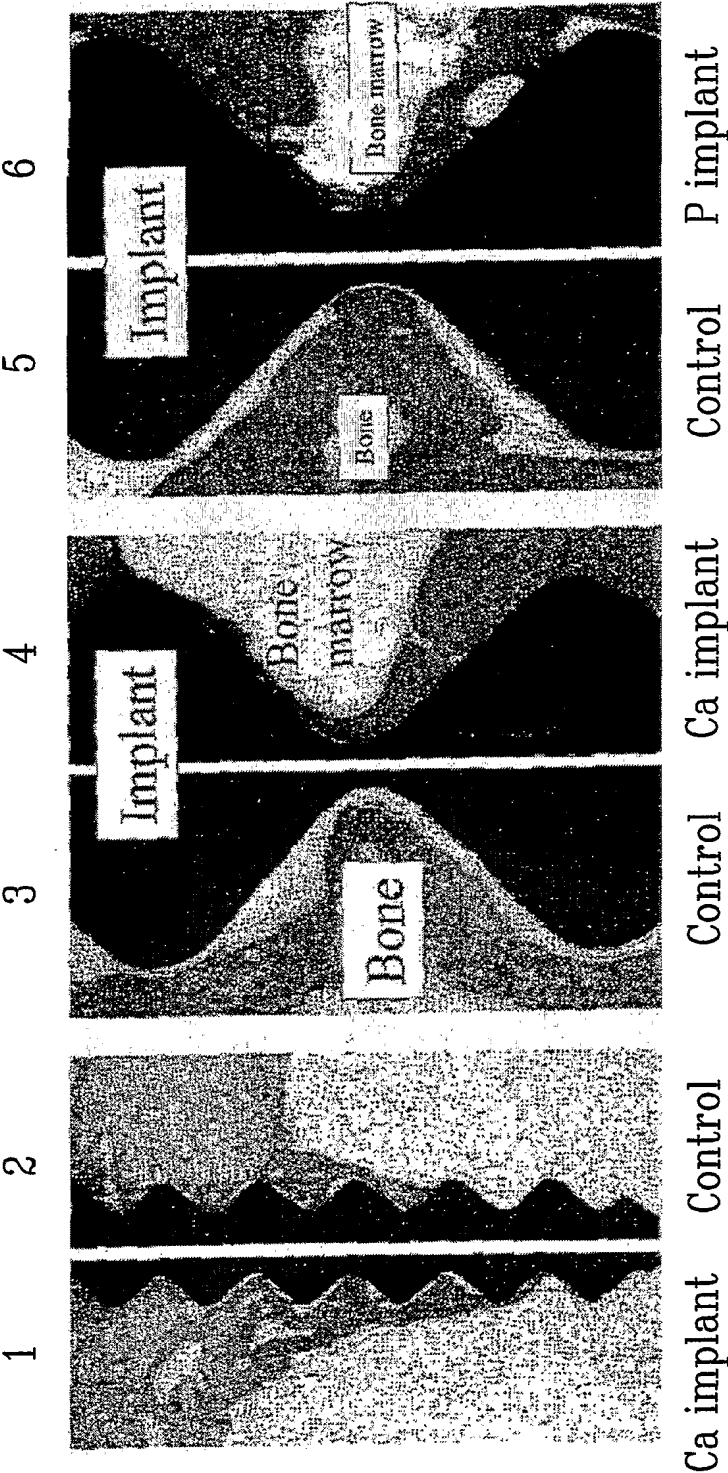 1 2 3 4 5 6
Implant Implant
Bone
Bone
marrow
Bone
Bone marrow
Ca implant Control Control Ca implant Control P implant